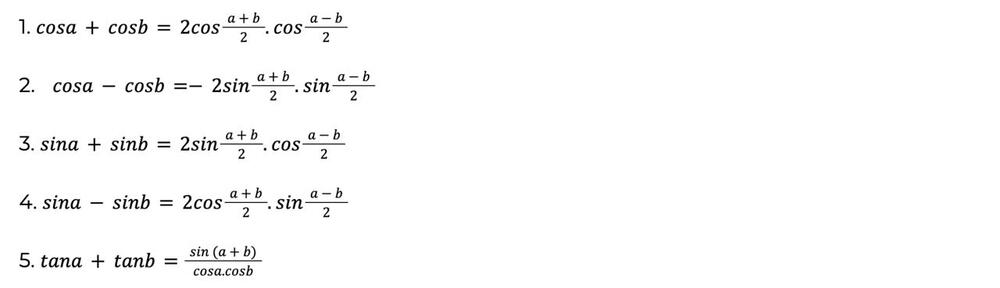 1. cosa + cosb = 2cos\frac{a+b}{2}.cos\frac{a-b}{2}
2. cosa - cosb =- 2sin\frac{a+b}{2}.sin\frac{a-b}{2}
3. sina + sinb = 2sin\frac{a+b}{2}.cos\frac{a-b}{2}
4. sina - sinb = 2cos\frac{a+b}{2}.sin\frac{a-b}{2}
5. tana + tanb = \frac{sin (a+b)}{cosa.cosb}